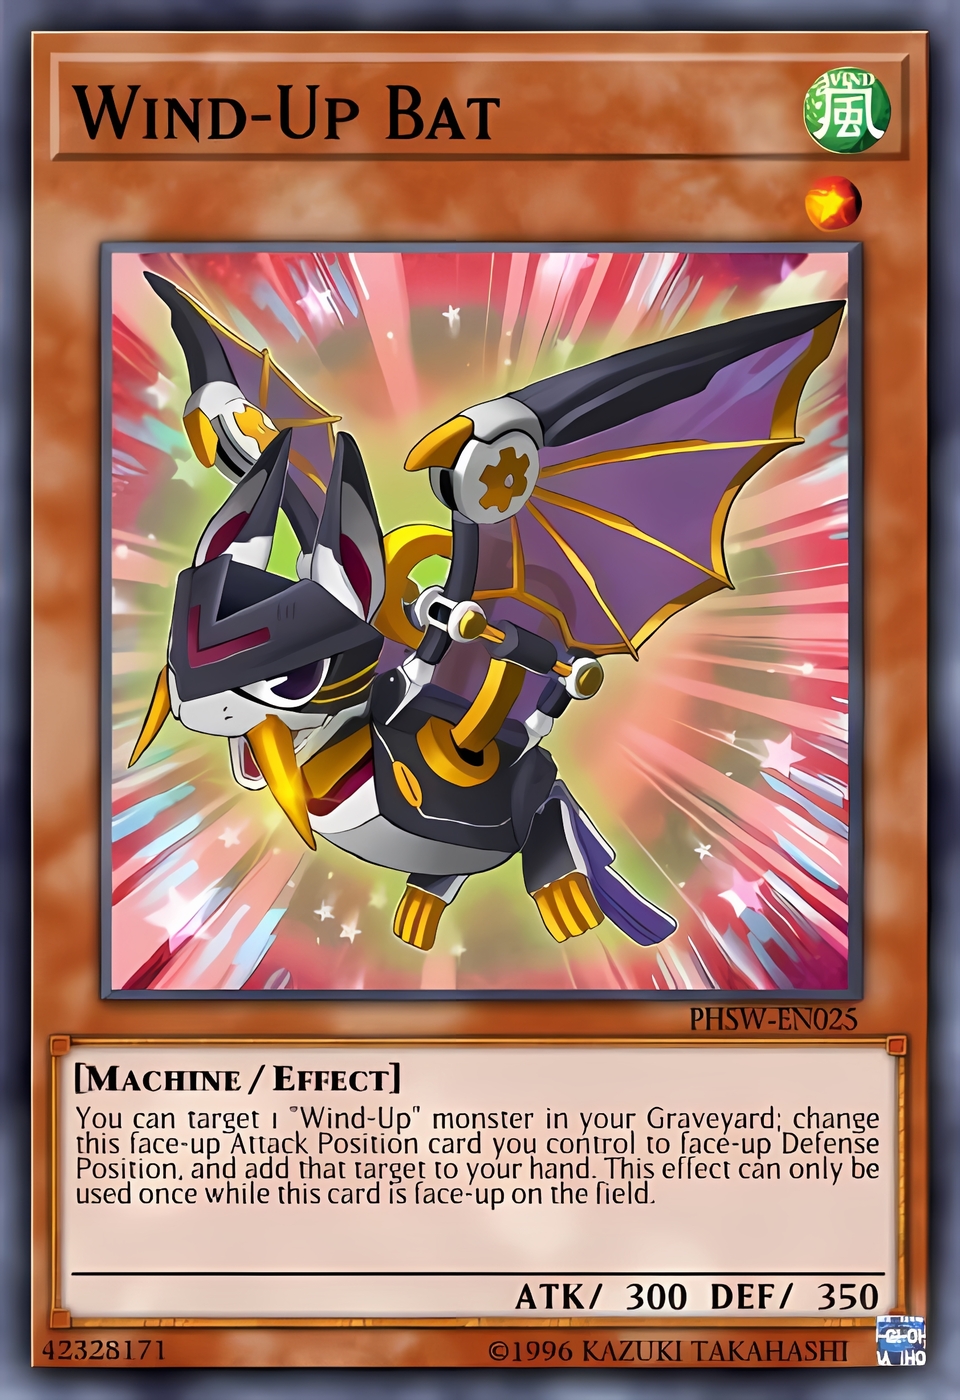 Wind-Up Bat
WIND
風
PHSW-EN025
[Machine / Effect]
You can target 1 "Wind-Up" monster in your Graveyard; change
this face-up Attack Position card you control to face-up Defense
Position, and add that target to your hand. This effect can only be
used once while this card is face-up on the field.
ATK/ 300 DEF/ 350
42328171
©1996 KAZUKI TAKAHASHI